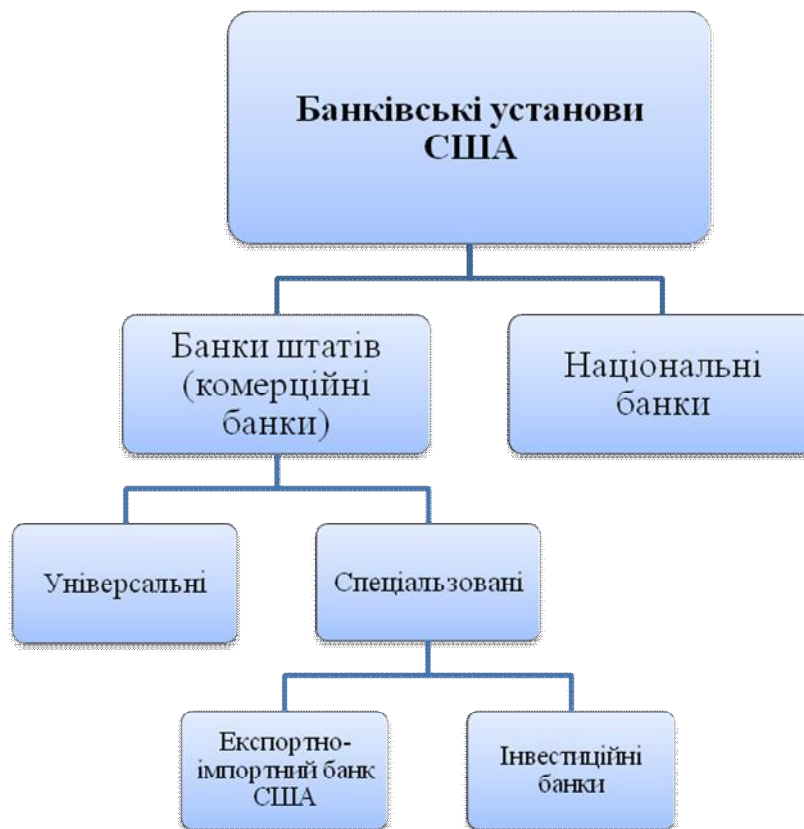 Банківські установи
США
Банки штатів
(комерційні
банки)
Національні
банки
Універсальні
Спеціальзовані
Експортно-
імпортний банк
США
Інвестиційні
банки